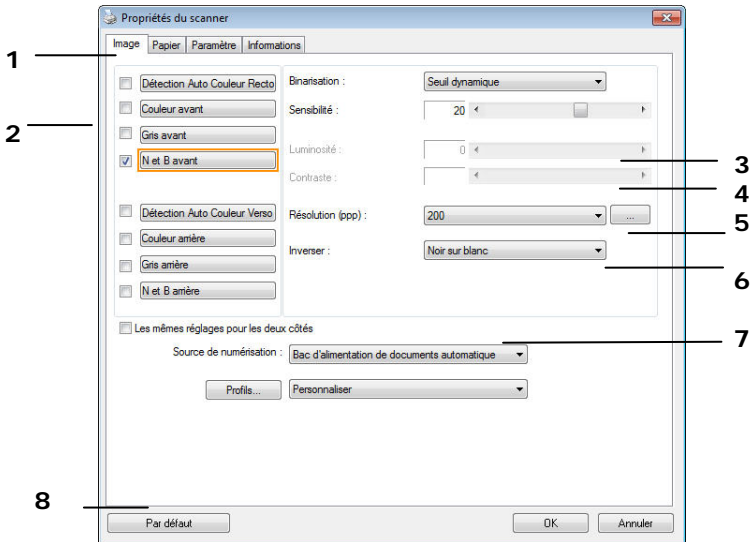 Propriétés du scanner
Image Papier Paramètre Informations
1
Détection Auto Couleur Recto Binarisation : Seuil dynamique
Couleur avant Sensibilité : 20
2
Gris avant
Luminosité : 0
N et B avant
3
Contraste :
4
Détection Auto Couleur Verso Résolution (ppp) : 200 ...
5
Couleur arrière
Inverser : Noir sur blanc
Gris arrière
6
N et B arrière
Les mêmes réglages pour les deux côtés
7
Source de numérisation : Bac d'alimentation de documents automatique
Profils... Personnaliser
8
Par défaut OK Annuler